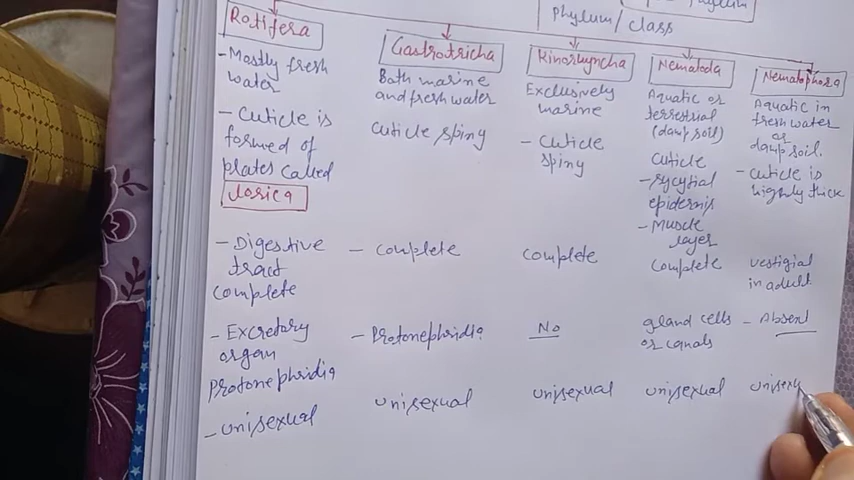 Phylum
Phylum/class
Rotifera
-Mostly fresh
water
- Cuticle is
formed of
plates called
Lorica
- Digestive
tract
complete
- Excretory
organ
Protonephridia
- unisexual
Gastrotricha
Both marine
and fresh water
cuticle spiny
- complete
- Protonephridia
unisexual
Kinorhyncha
Exclusively
marine
- Cuticle
spiny
complete
No
unisexual
Nematoda
Aquatic or
terrestrial
(damp soil)
cuticle
- sycytial
epidermis
- Muscle
layer
complete
gland cells
or canals
unisexual
Nematophora
Aquatic in
fresh water
or
damp soil.
- cuticle is
highly thick
vestigial
in adult.
- Absent
unisexu